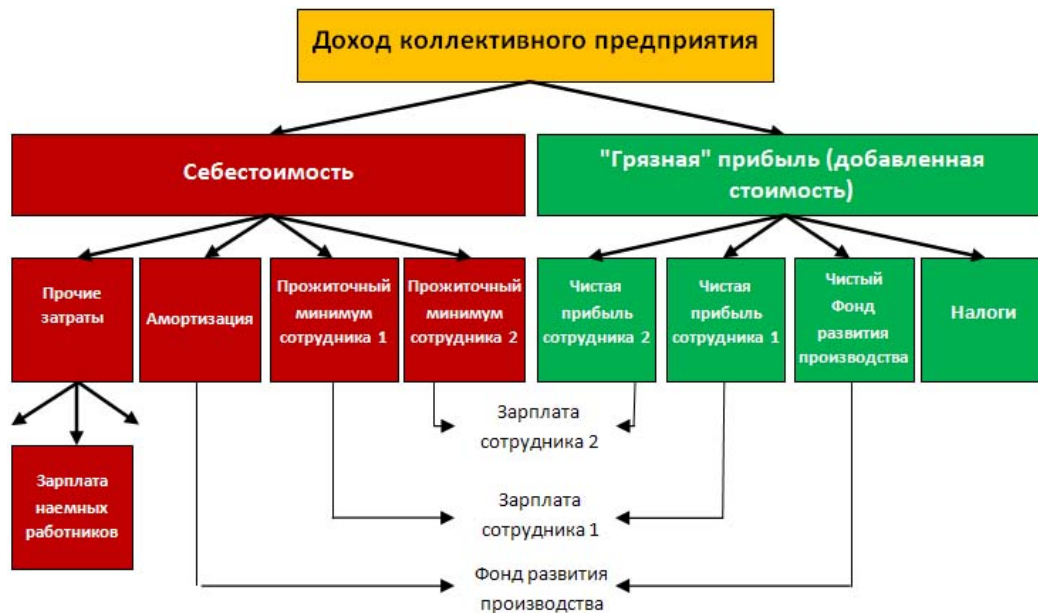 Доход коллективного предприятия
Себестоимость
"Грязная" прибыль (добавленная
стоимость)
Прочие
затраты
Амортизация
Прожиточный
минимум
сотрудника 1
Прожиточный
минимум
сотрудника 2
Чистая
прибыль
сотрудника 2
Чистая
прибыль
сотрудника 1
Чистый
Фонд
развития
производства
Налоги
Зарплата
сотрудника 2
Зарплата
наемных
работников
Зарплата
сотрудника 1
Фонд развития
производства